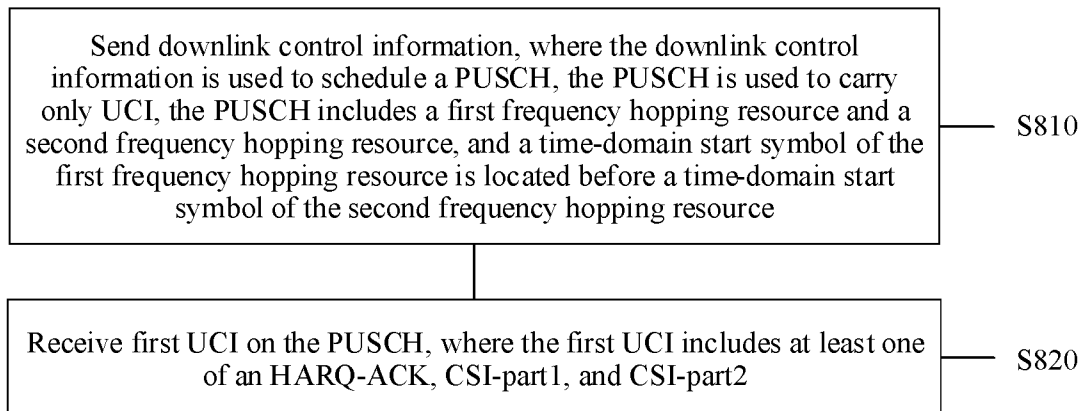 Send downlink control information, where the downlink control
information is used to schedule a PUSCH, the PUSCH is used to carry
only UCI, the PUSCH includes a first frequency hopping resource and a
second frequency hopping resource, and a time-domain start symbol of the
first frequency hopping resource is located before a time-domain start
symbol of the second frequency hopping resource
S810
Receive first UCI on the PUSCH, where the first UCI includes at least one
of an HARQ-ACK, CSI-part1, and CSI-part2
S820